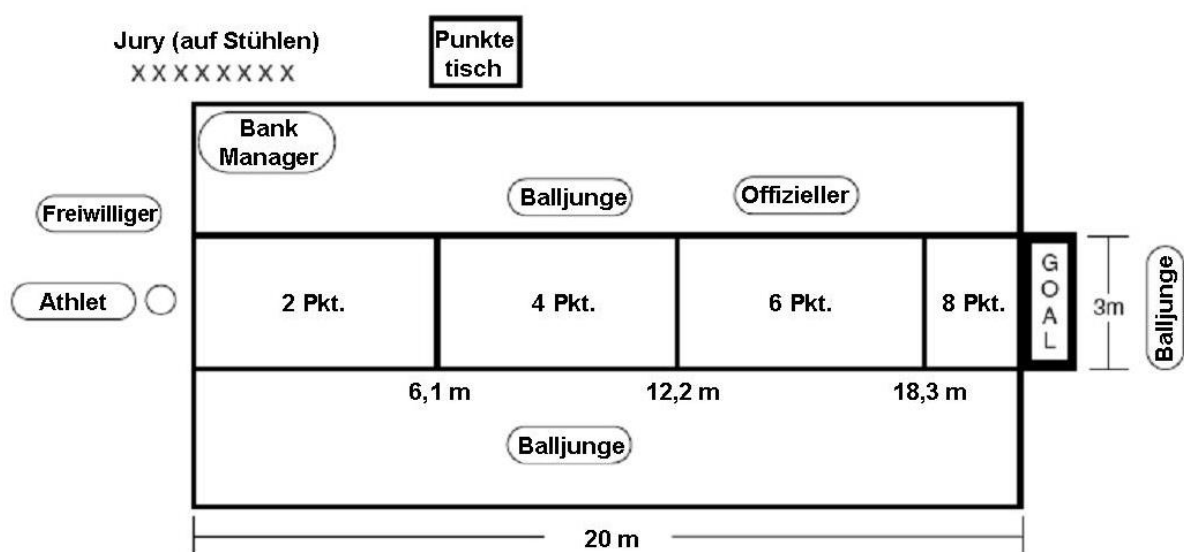 Jury (auf Stühlen)
X X X X X X X X
Punkte
tisch
Bank
Manager
Balljunge
Offizieller
Freiwilliger
Athlet
2 Pkt.
4 Pkt.
6 Pkt.
8 Pkt.
GOAL
3m
Balljunge
6,1 m
12,2 m
18,3 m
Balljunge
20 m